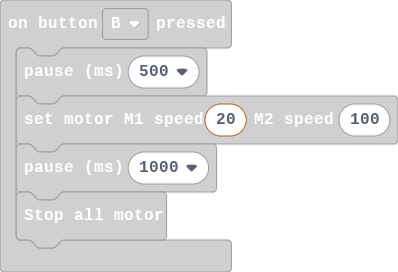 on button B pressed
pause (ms) 500
set motor M1 speed 20 M2 speed 100
pause (ms) 1000
Stop all motor